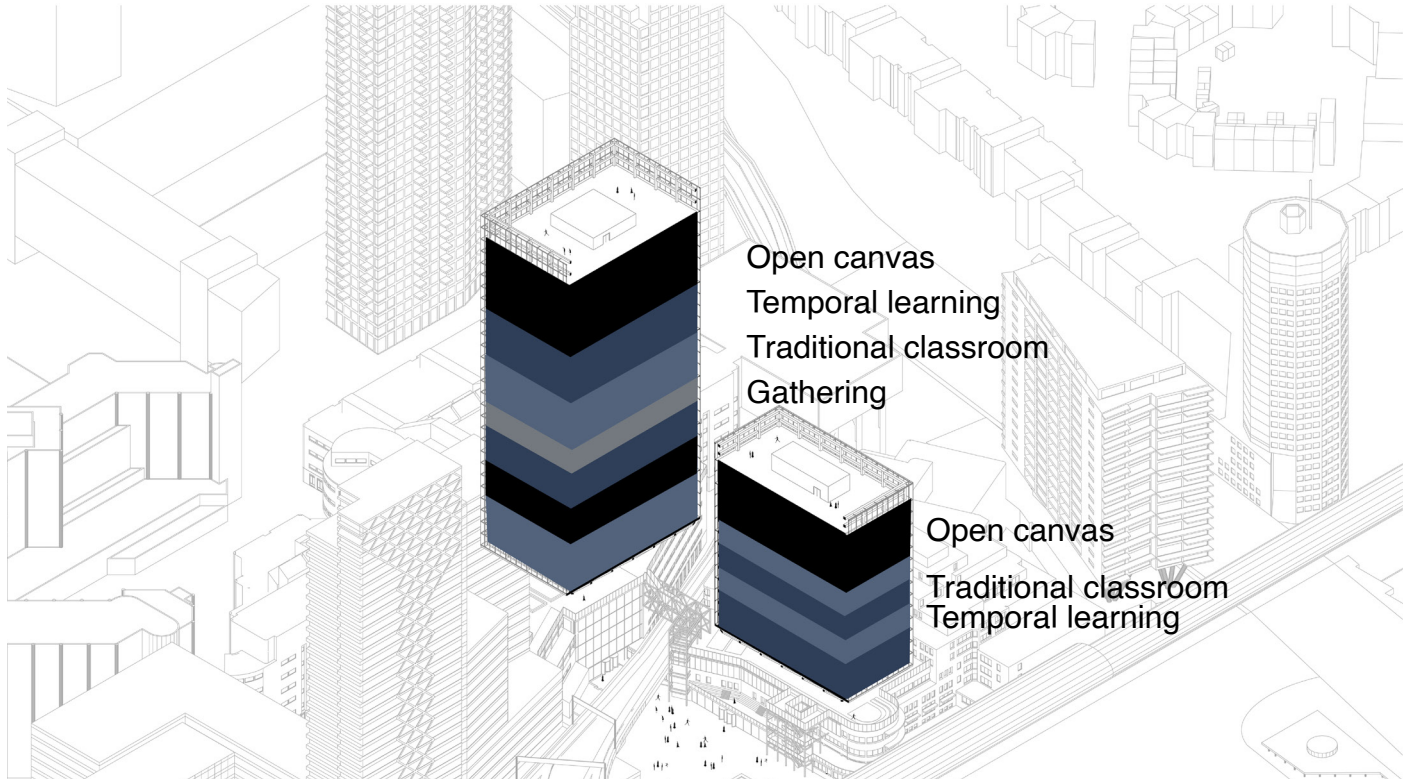 Open canvas
Temporal learning
Traditional classroom
Gathering
Open canvas
Traditional classroom
Temporal learning